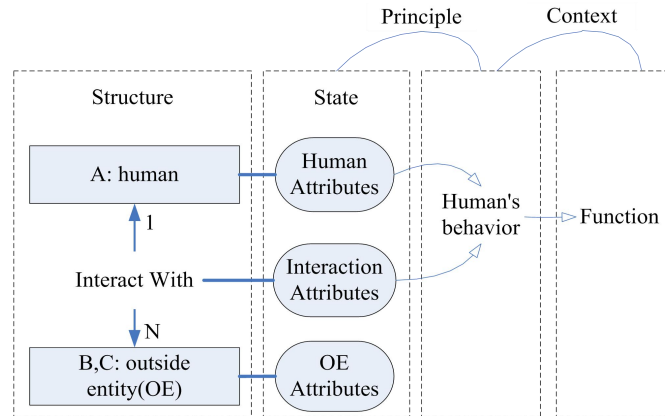 Principle
Context
Structure
State
A: human
Human
Attributes
1
Human's
behavior
Function
Interact With
Interaction
Attributes
N
B,C: outside
entity(OE)
OE
Attributes